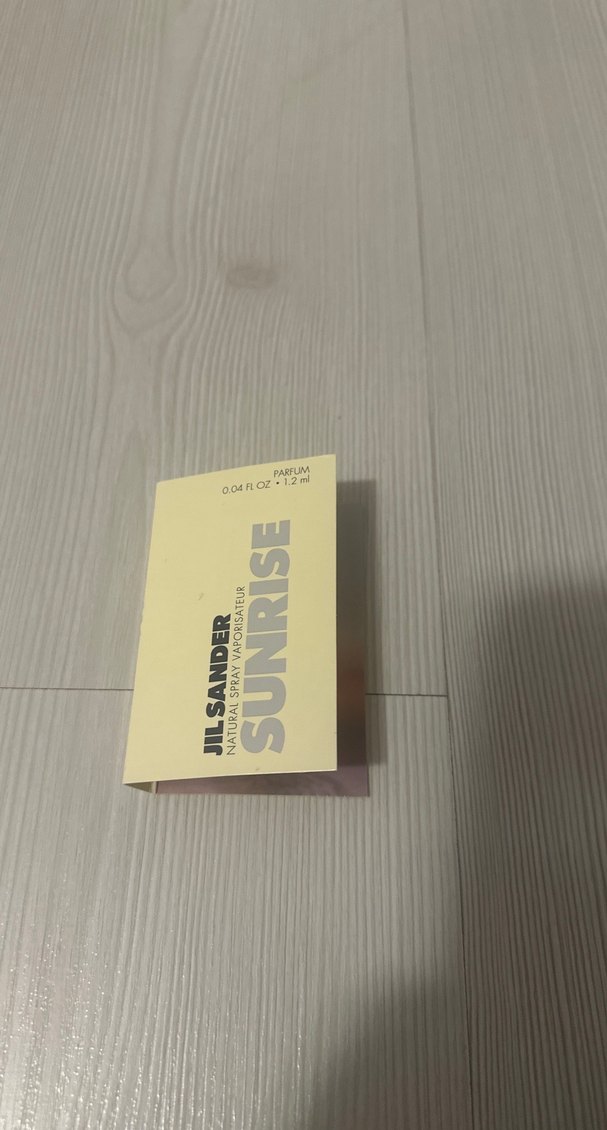 PARFUM
0.04 FL OZ • 1.2 ml
JIL SANDER
NATURAL SPRAY VAPORISATEUR
SUNRISE